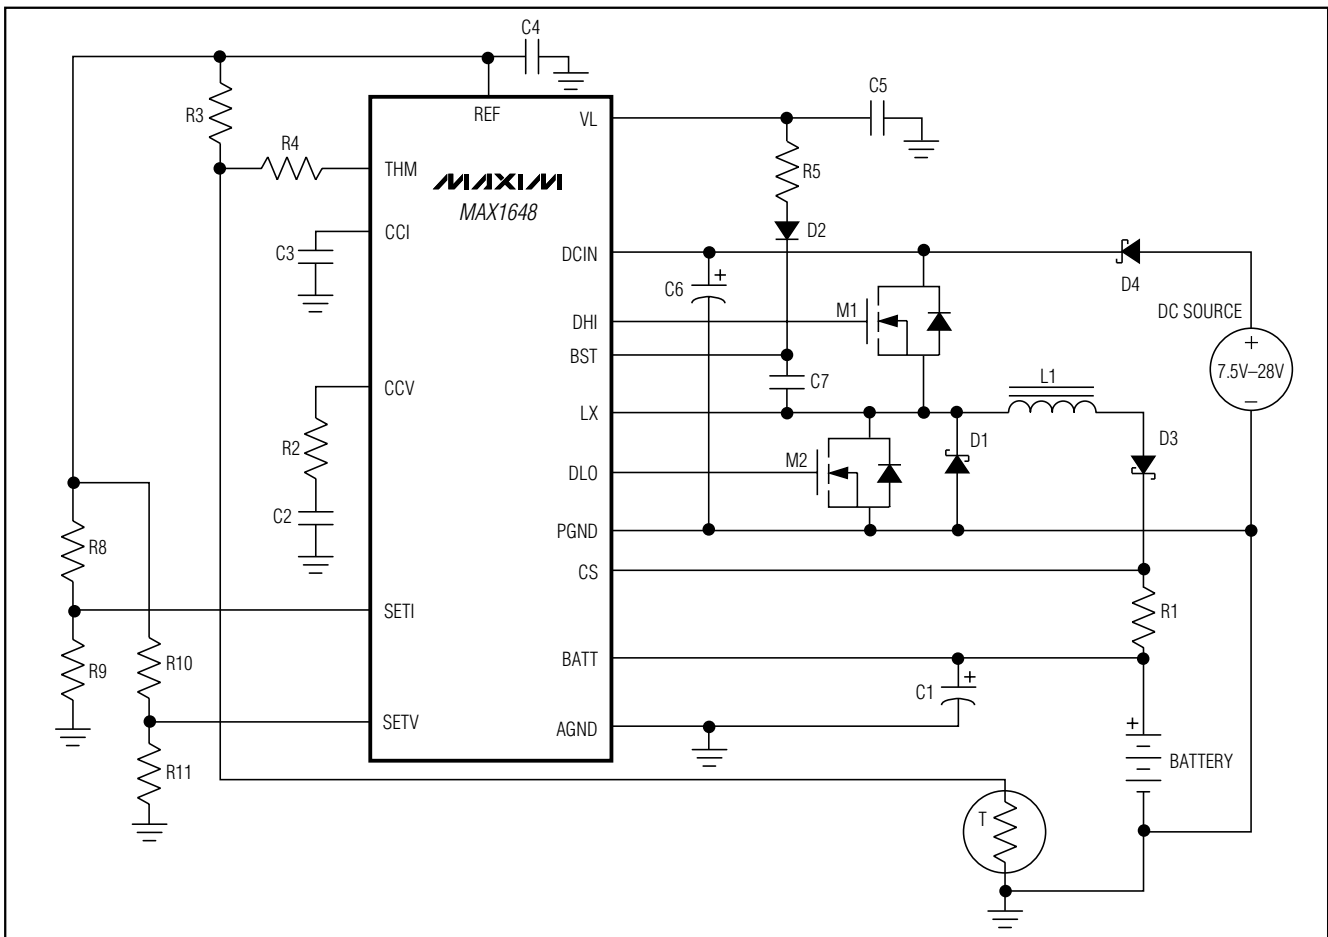 C4
R3
REF
C5
VL
R4
THM
MAXIM
MAX1648
R5
CCI
C3
D2
DCIN
D4
C6
+
M1
DC SOURCE
DHI
+
7.5V–28V
–
BST
C7
L1
CCV
LX
R2
D1
D3
M2
DLO
C2
PGND
R8
CS
SETI
R1
R9
R10
BATT
C1
+
SETV
AGND
+
R11
BATTERY
T